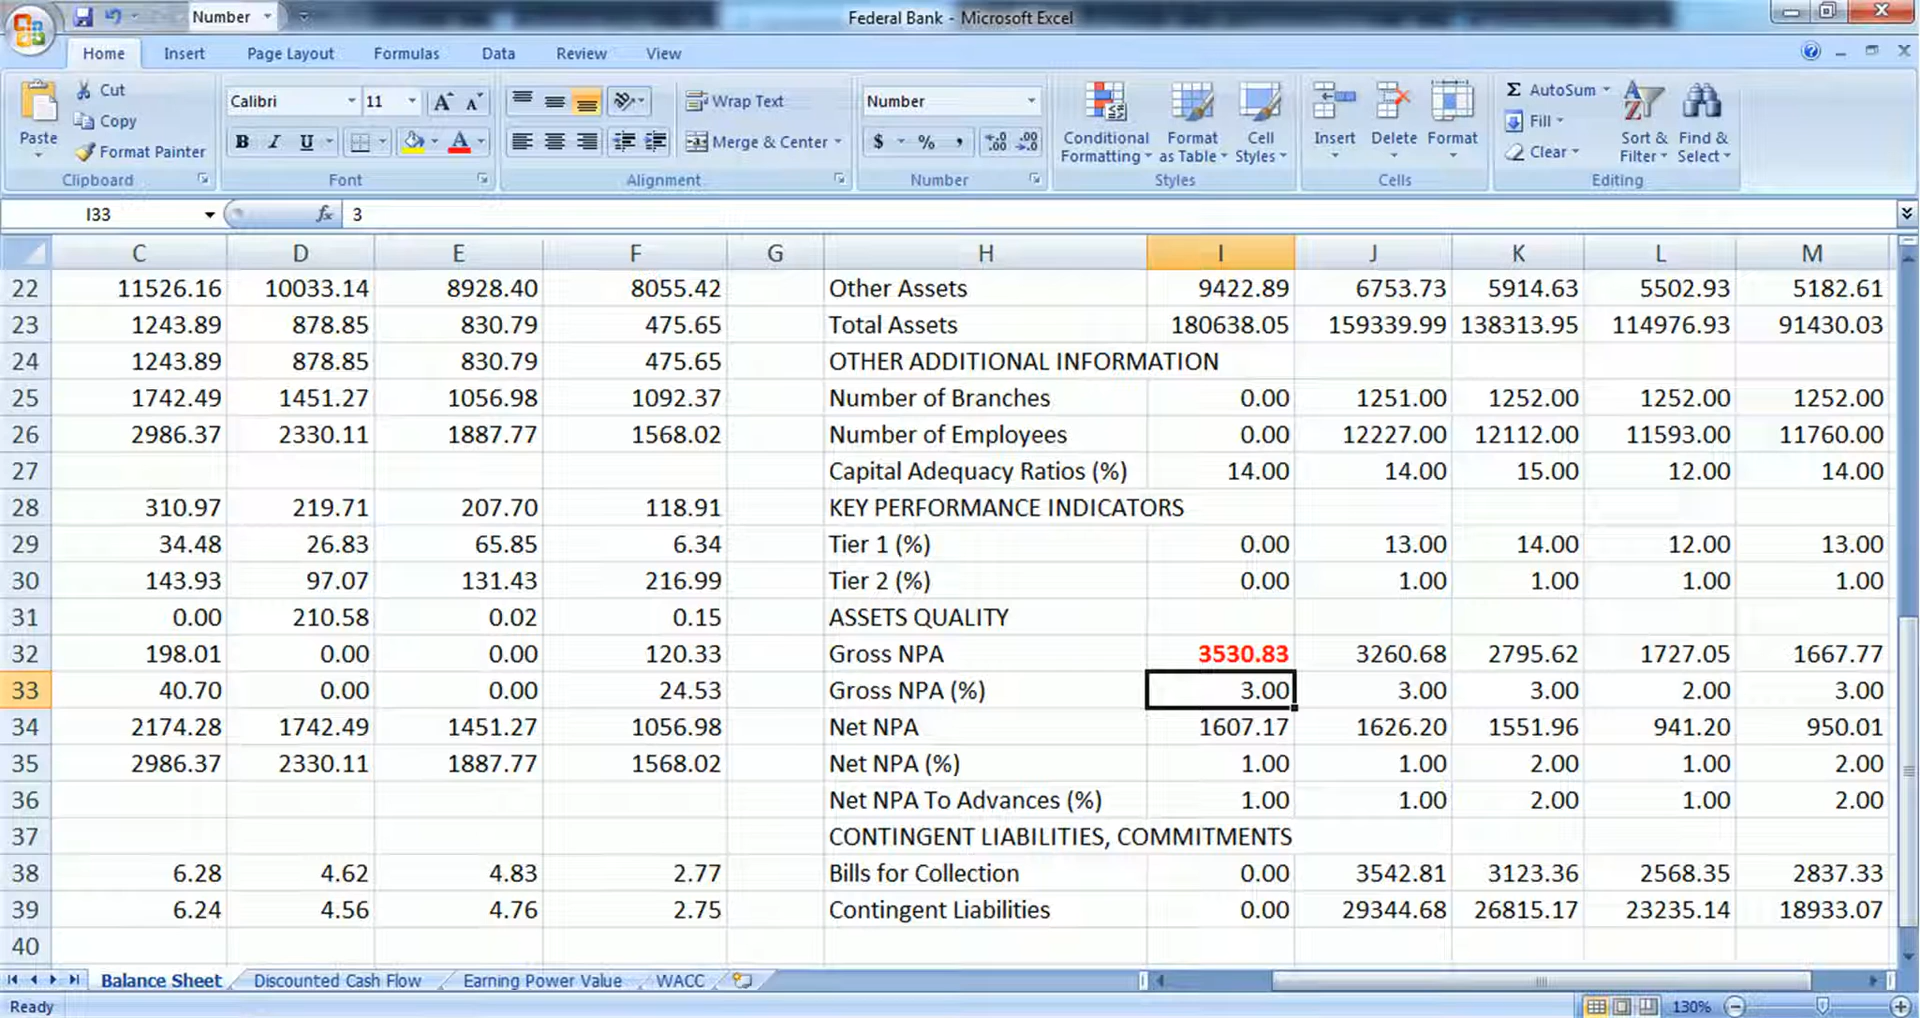 Number
Federal Bank - Microsoft Excel
Home Insert Page Layout Formulas Data Review View
Paste
Cut
Copy
Format Painter
Clipboard
Calibri 11 A A
B I U A
Font
Wrap Text
Merge & Center
Alignment
Number
$ % , .0 .00 .00 .0
Number
Conditional Formatting
Format as Table
Cell Styles
Styles
Insert Delete Format
Cells
Σ AutoSum
Fill
Clear
Sort & Filter
Find & Select
Editing
I33 fx 3
C D E F G H I J K L M
22 11526.16 10033.14 8928.40 8055.42 Other Assets 9422.89 6753.73 5914.63 5502.93 5182.61
23 1243.89 878.85 830.79 475.65 Total Assets 180638.05 159339.99 138313.95 114976.93 91430.03
24 1243.89 878.85 830.79 475.65 OTHER ADDITIONAL INFORMATION
25 1742.49 1451.27 1056.98 1092.37 Number of Branches 0.00 1251.00 1252.00 1252.00 1252.00
26 2986.37 2330.11 1887.77 1568.02 Number of Employees 0.00 12227.00 12112.00 11593.00 11760.00
27 Capital Adequacy Ratios (%) 14.00 14.00 15.00 12.00 14.00
28 310.97 219.71 207.70 118.91 KEY PERFORMANCE INDICATORS
29 34.48 26.83 65.85 6.34 Tier 1 (%) 0.00 13.00 14.00 12.00 13.00
30 143.93 97.07 131.43 216.99 Tier 2 (%) 0.00 1.00 1.00 1.00 1.00
31 0.00 210.58 0.02 0.15 ASSETS QUALITY
32 198.01 0.00 0.00 120.33 Gross NPA 3530.83 3260.68 2795.62 1727.05 1667.77
33 40.70 0.00 0.00 24.53 Gross NPA (%) 3.00 3.00 3.00 2.00 3.00
34 2174.28 1742.49 1451.27 1056.98 Net NPA 1607.17 1626.20 1551.96 941.20 950.01
35 2986.37 2330.11 1887.77 1568.02 Net NPA (%) 1.00 1.00 2.00 1.00 2.00
36 Net NPA To Advances (%) 1.00 1.00 2.00 1.00 2.00
37 CONTINGENT LIABILITIES, COMMITMENTS
38 6.28 4.62 4.83 2.77 Bills for Collection 0.00 3542.81 3123.36 2568.35 2837.33
39 6.24 4.56 4.76 2.75 Contingent Liabilities 0.00 29344.68 26815.17 23235.14 18933.07
40
Balance Sheet Discounted Cash Flow Earning Power Value WACC
Ready 130%